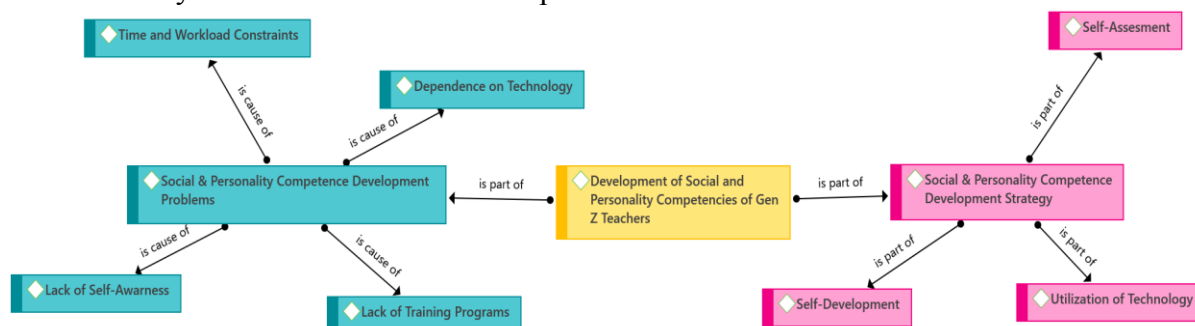 Time and Workload Constraints
Self-Assesment
Dependence on Technology
is cause of
is cause of
is part of
Social & Personality Competence Development
Problems
is part of
Development of Social and
Personality Competencies of Gen
Z Teachers
is part of
Social & Personality Competence
Development Strategy
is cause of
is cause of
is part of
is part of
Lack of Self-Awarness
Lack of Training Programs
Self-Development
Utilization of Technology